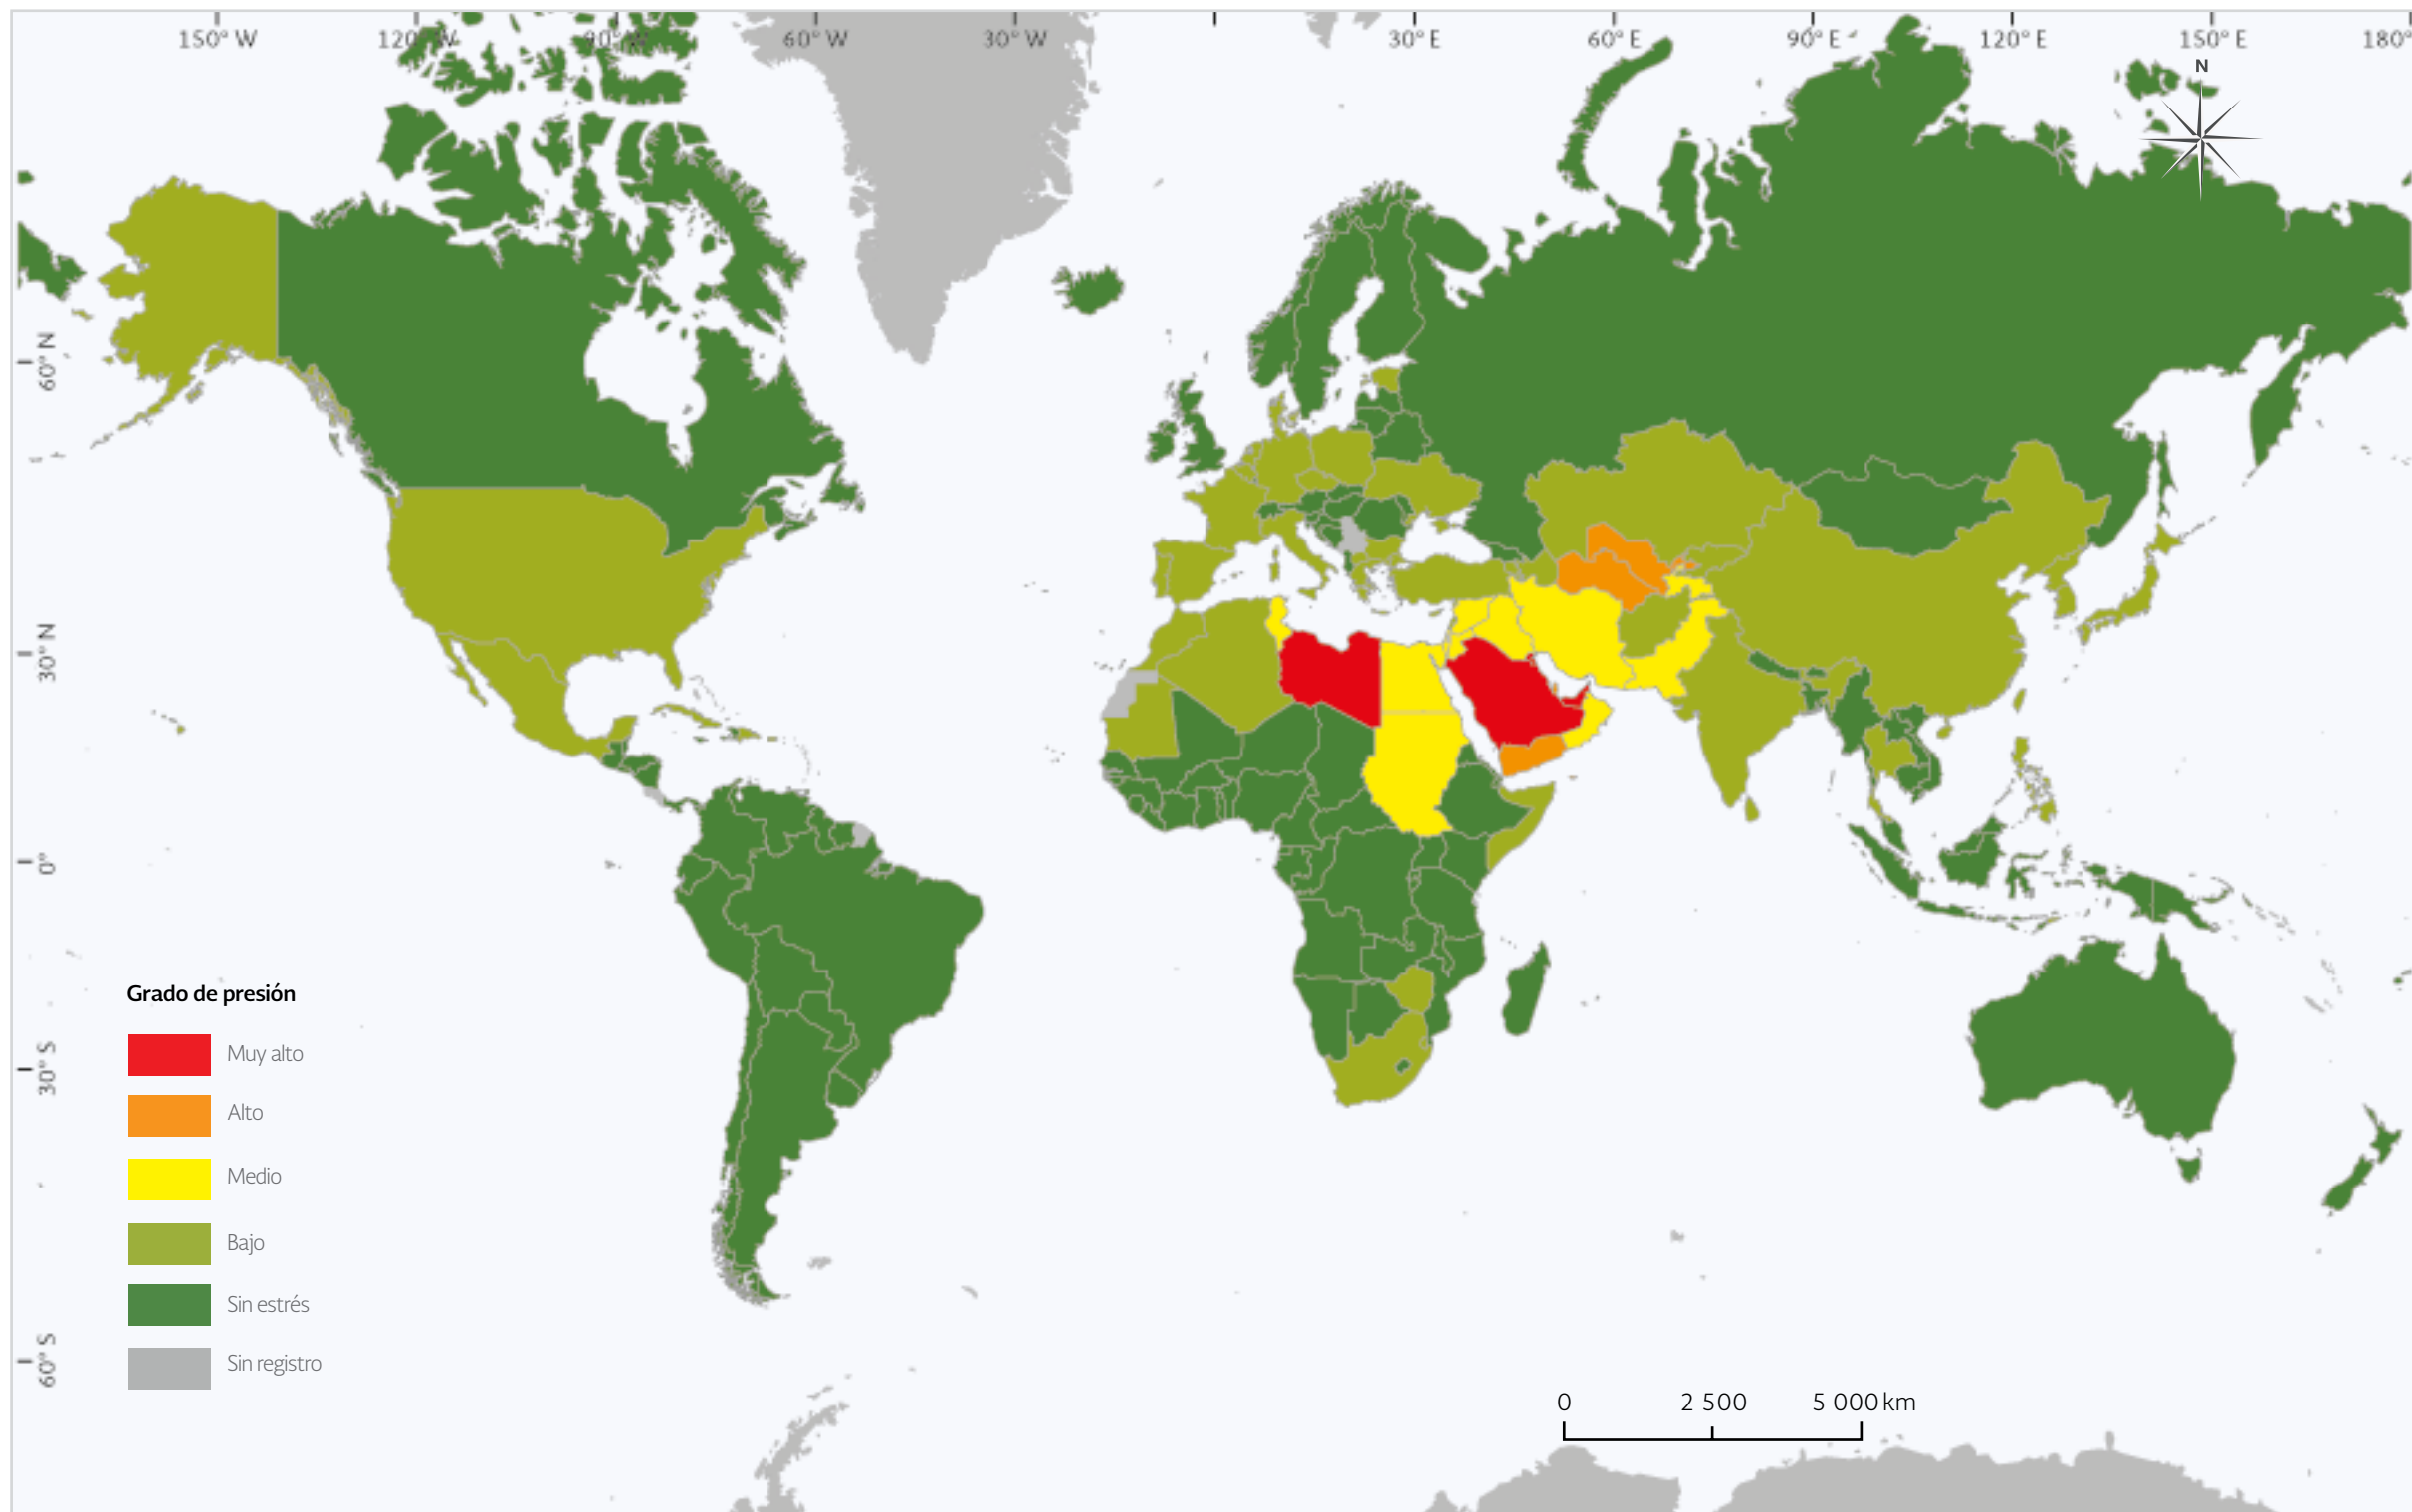 150° W 120° W 90° W 60° W 30° W 30° E 60° E 90° E 120° E 150° E 180°
N
60° N
30° N
0°
Grado de presión
Muy alto
30° S
Alto
Medio
Bajo
Sin estrés
60° S
Sin registro
0 2 500 5 000 km